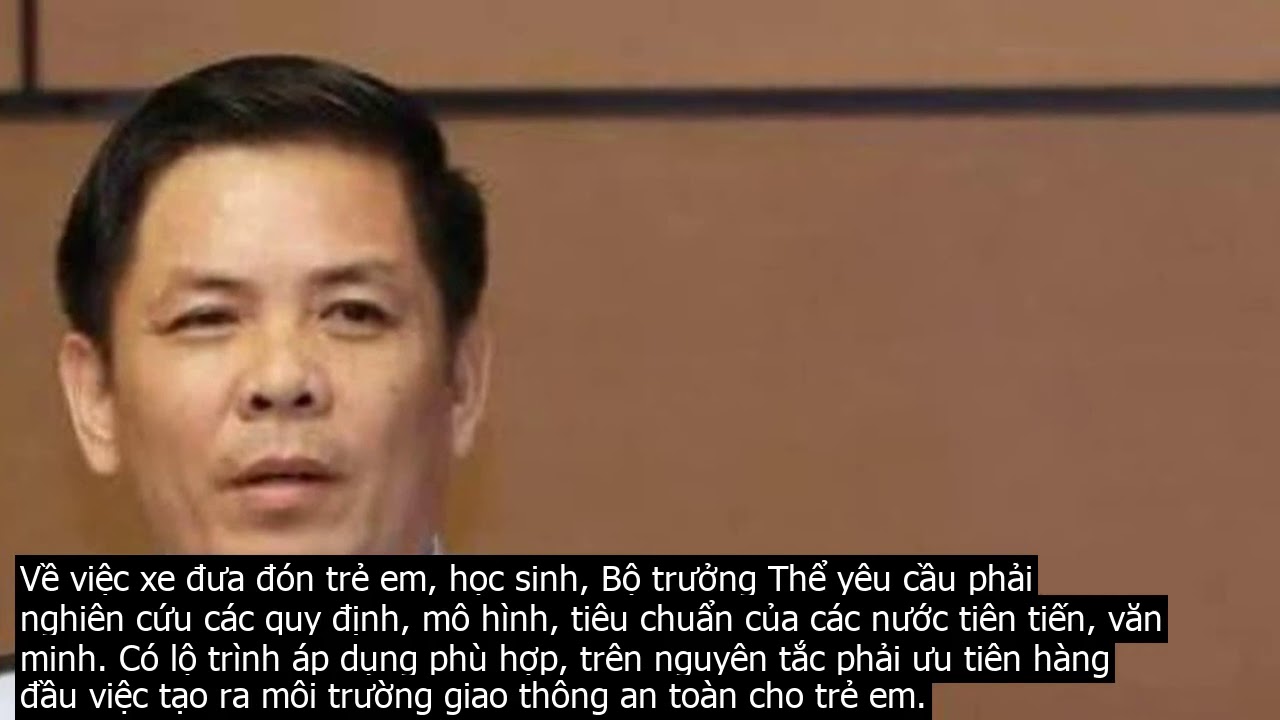 Về việc xe đưa đón trẻ em, học sinh, Bộ trưởng Thể yêu cầu phải
nghiên cứu các quy định, mô hình, tiêu chuẩn của các nước tiên tiến, văn
minh. Có lộ trình áp dụng phù hợp, trên nguyên tắc phải ưu tiên hàng
đầu việc tạo ra môi trường giao thông an toàn cho trẻ em.